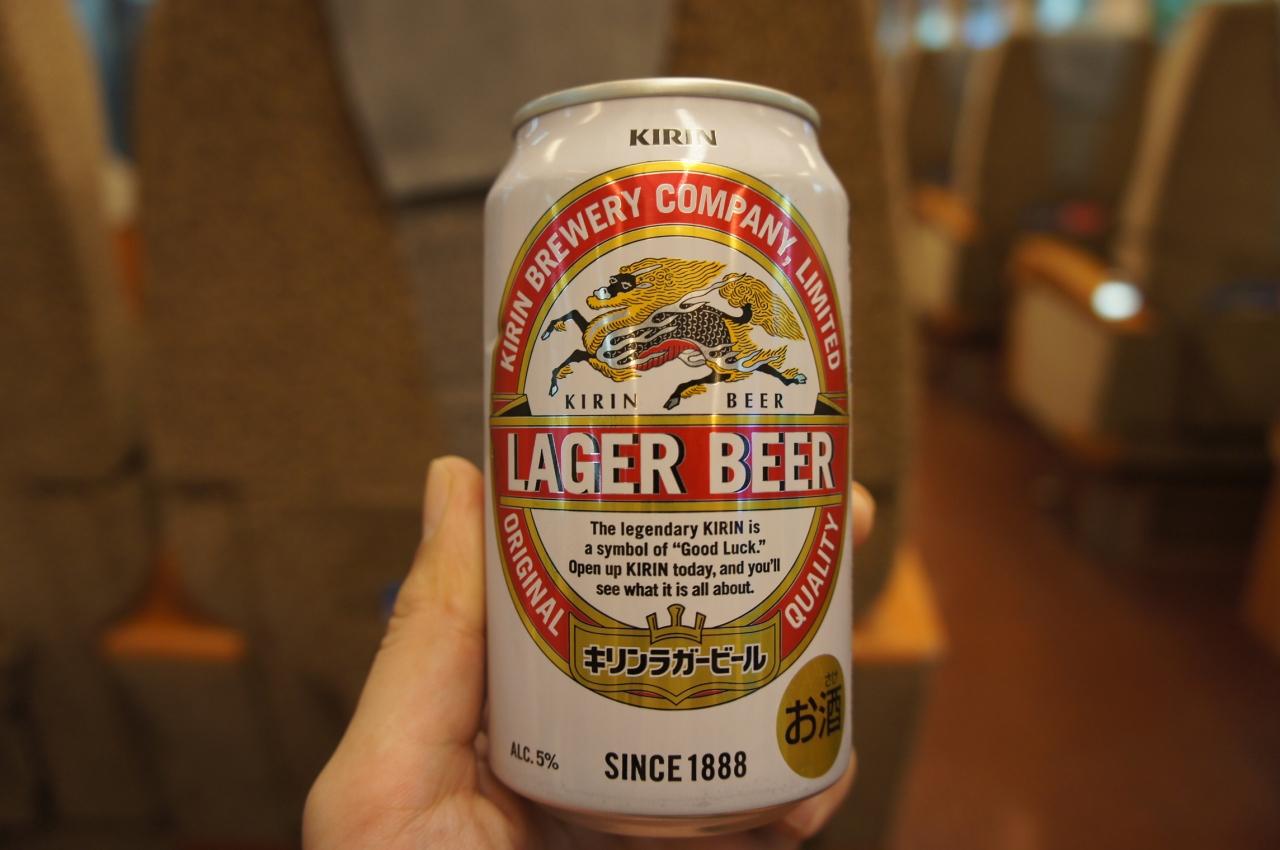 KIRIN
KIRIN BREWERY COMPANY, LIMITED
KIRIN BEER
LAGER BEER
The legendary KIRIN is
a symbol of “Good Luck.”
Open up KIRIN today, and you'll
see what it is all about.
ORIGINAL QUALITY
キリンラガービール
さけ
お酒
ALC. 5%
SINCE 1888